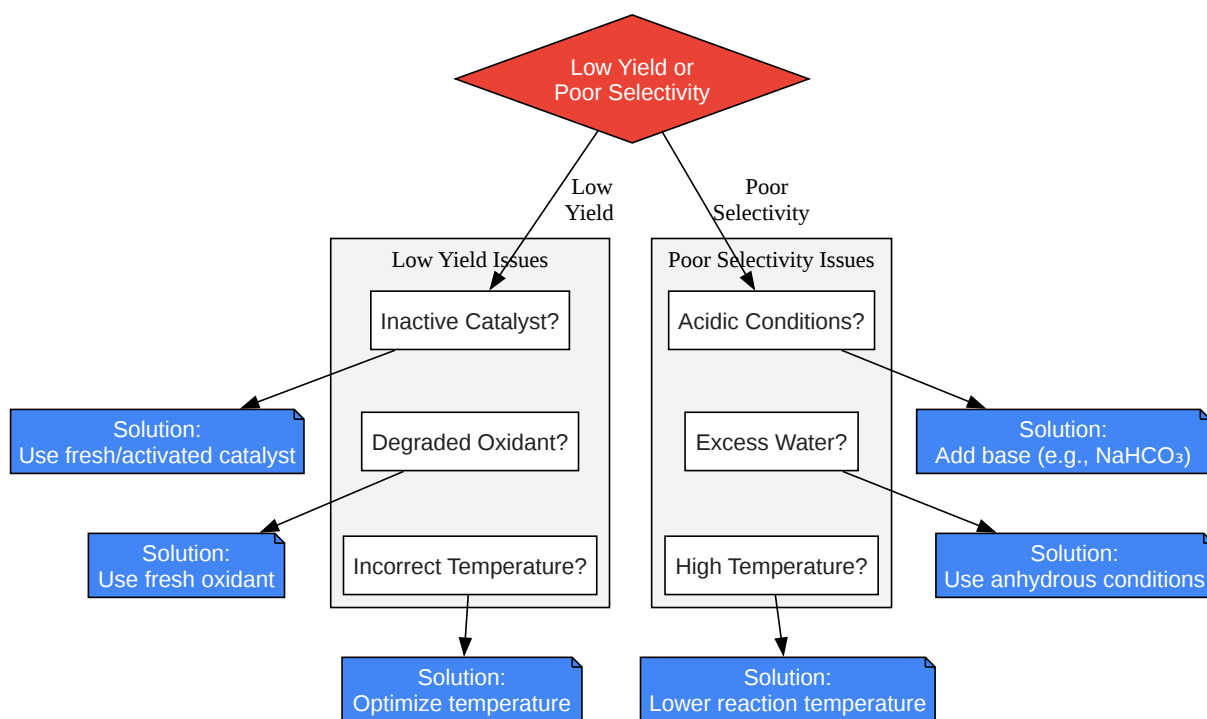 Low Yield or
Poor Selectivity
Low
Yield
Poor
Selectivity
Low Yield Issues
Poor Selectivity Issues
Inactive Catalyst?
Acidic Conditions?
Solution:
Use fresh/activated catalyst
Degraded Oxidant?
Excess Water?
Solution:
Add base (e.g., NaHCO₃)
Solution:
Use fresh oxidant
Incorrect Temperature?
High Temperature?
Solution:
Use anhydrous conditions
Solution:
Optimize temperature
Solution:
Lower reaction temperature